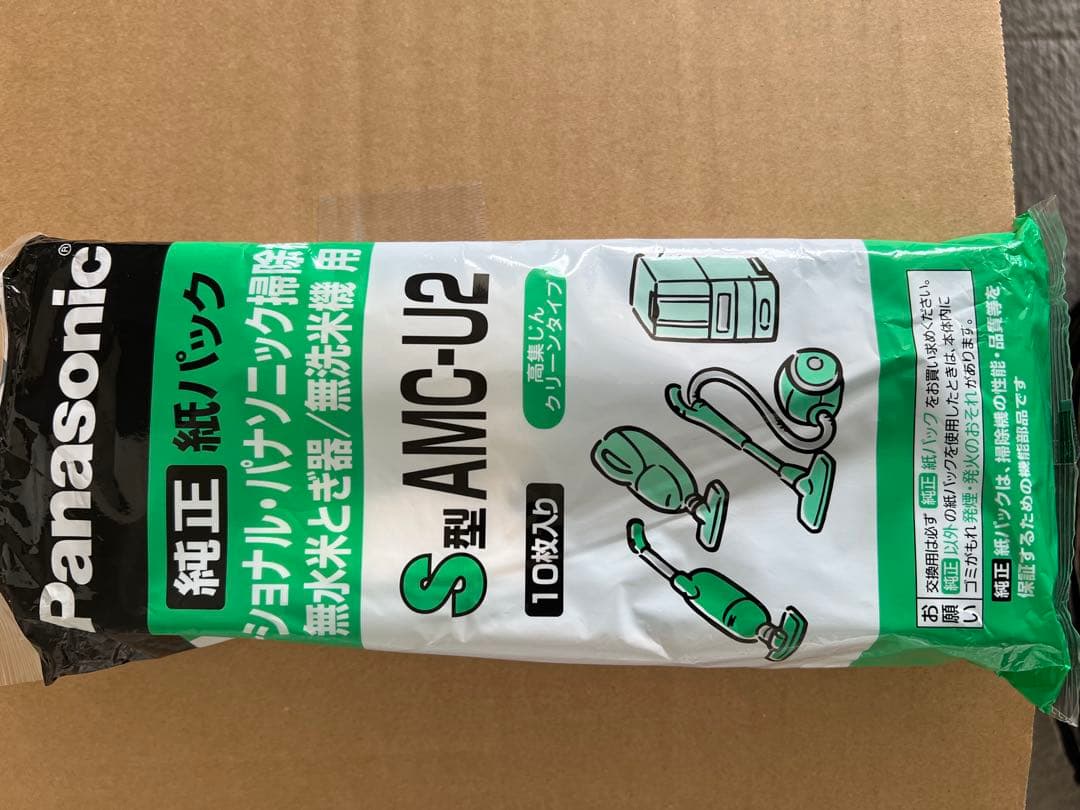 Panasonic®
純正 紙パック
ショナル・パナソニック掃除
無水米とぎ器/無洗米機 用
S型 AMC-U2
高集じん
クリーンタイプ
10枚入り
お願い
交換用は必ず 純正 紙パック をお買い求めください。
純正 以外 の紙パックを使用したときは、本体内に
ゴミがもれ 発煙・発火のおそれ があります。
純正 紙パックは、掃除機の性能・品質等を
保証するための機能部品です